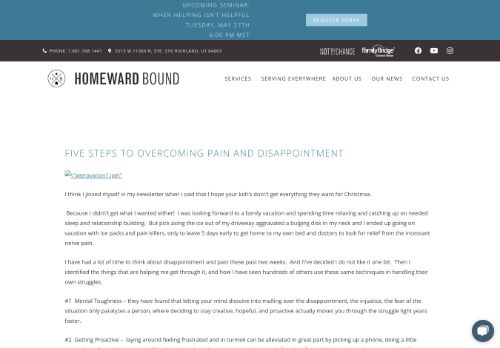 UPCOMING SEMINAR:
WHEN HELPING ISN'T HELPFUL
TUESDAY, MAY 27TH
6:00 PM MST
REGISTER TODAY
PHONE: 1.801.768.1441
5513 W 11000 N, STE. 316 HIGHLAND, UT 84003
NOT BY CHANCE
FamilyBridge
HOMEWARD BOUND
SERVICES
SERVING EVERYWHERE
ABOUT US
OUR NEWS
CONTACT US
FIVE STEPS TO OVERCOMING PAIN AND DISAPPOINTMENT
\"aggravation1.jpg\"
I think I jinxed myself in my newsletter when I said that I hope your kid\'s don\'t get everything they want for Christmas.
Because I didn\'t get what I wanted either! I was looking forward to a family vacation and spending time relaxing and catching up on needed
sleep and relationship building. But pick axing the ice out of my driveway aggravated a bulging disk in my neck and I ended up going on
vacation with ice packs and pain killers, only to leave 5 days early to get home to my own bed and doctors to look for relief from the incessant
nerve pain.
I have had a lot of time to think about disappointment and pain these past two weeks. And I\'ve decided I do not like it one bit. Then I
identified the things that are helping me get through it, and how I have seen hundreds of others use these same techniques in handling their
own struggles.
#1 Mental Toughness – they have found that letting your mind dissolve into mulling over the disappointment, the injustice, the fear of the
situation only paralyzes a person, where deciding to stay creative, hopeful, and proactive actually moves you through the struggle light years
faster.
#2 Getting Proactive – laying around feeling frustrated and in turmoil can be alleviated in great part by picking up a phone, doing a little